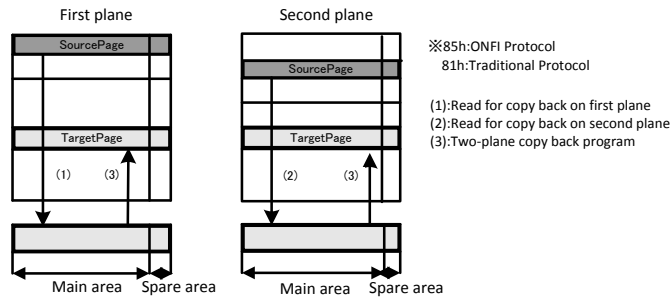 First plane
SourcePage
TargetPage
(1)
(3)
Main area
Spare area
Second plane
SourcePage
TargetPage
(2)
(3)
Main area
Spare area
※85h:ONFI Protocol
81h:Traditional Protocol
(1):Read for copy back on first plane
(2):Read for copy back on second plane
(3):Two-plane copy back program